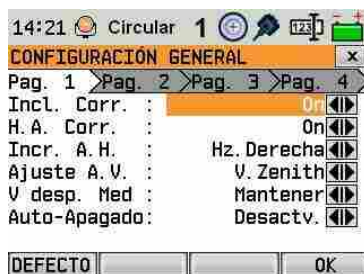 14:21 Circular 1 123
CONFIGURACIÓN GENERAL x
Pag. 1 Pag. 2 Pag. 3 Pag. 4
Incl. Corr. : On
H.A. Corr. : On
Incr. A.H. : Hz. Derecha
Ajuste A.V. : V. Zenith
V desp. Med : Mantener
Auto-Apagado: Desactv.
DEFECTO OK